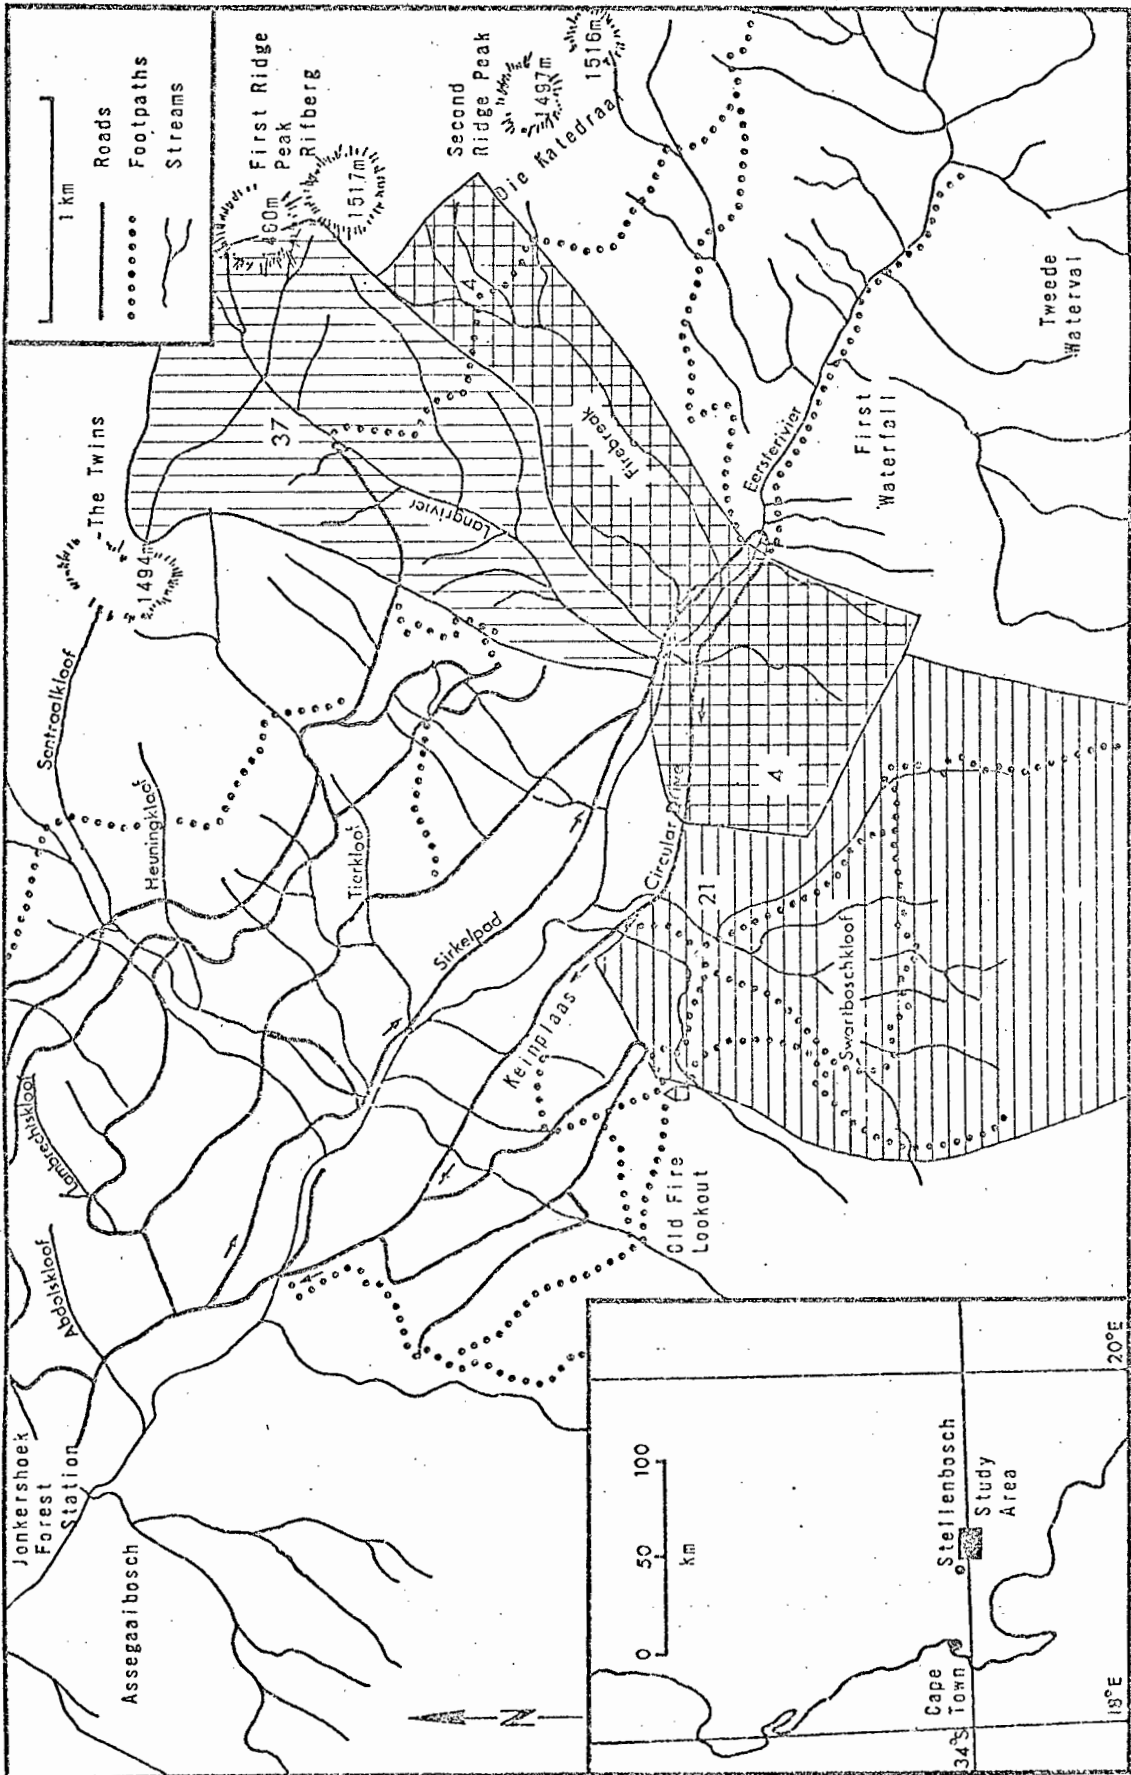 Jonkershoek
Forest
Station
Assegaaibosch
Abdolskloof
Lambrechtskloof
Sentraalkloof
Heuningkloof
Tierkloof
Sirkelpad
Keinplaas
Circular Drive
Old Fire
Lookout
Swartboschkloof
21
4
37
Langrivier
Firebreak
4
Eersterivier
First
Waterfall
Tweede
Waterval
The Twins
1494m
First Ridge
Peak
Rifberg
1517m
Second
Ridge Peak
1497m
1516m
Die Katedraal
1 km
Roads
Footpaths
Streams
N
0 50 100
km
Stellenbosch
Study
Area
Cape
Town
34°S
18°E
20°E